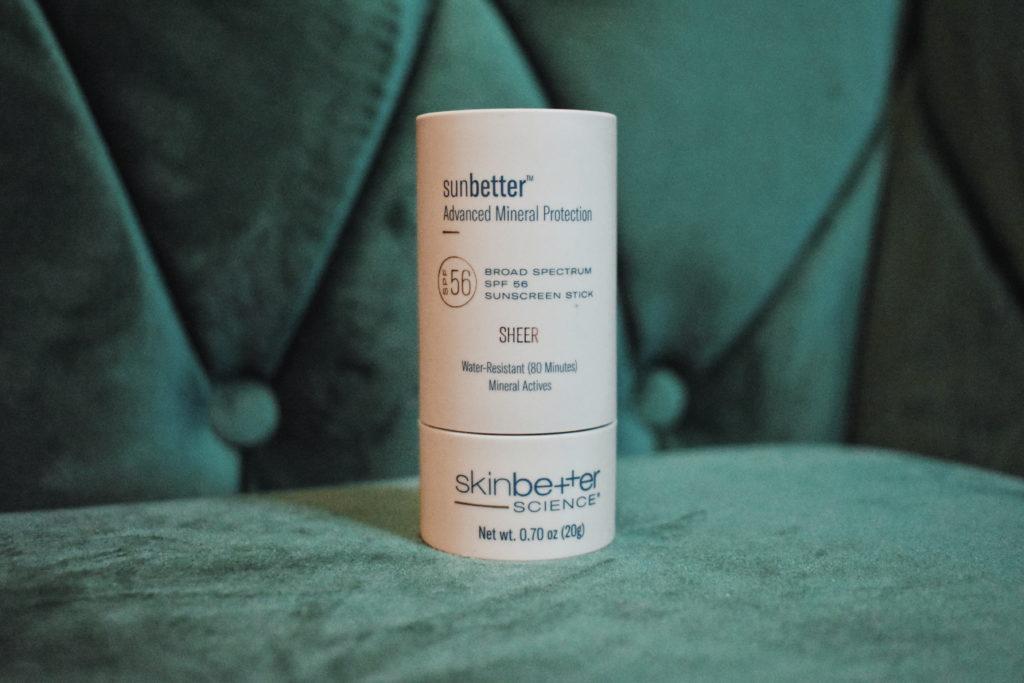 sunbetter™
Advanced Mineral Protection
SPF 56
BROAD SPECTRUM
SPF 56
SUNSCREEN STICK
SHEER
Water-Resistant (80 Minutes)
Mineral Actives
skinbetter
SCIENCE®
Net wt. 0.70 oz (20g)